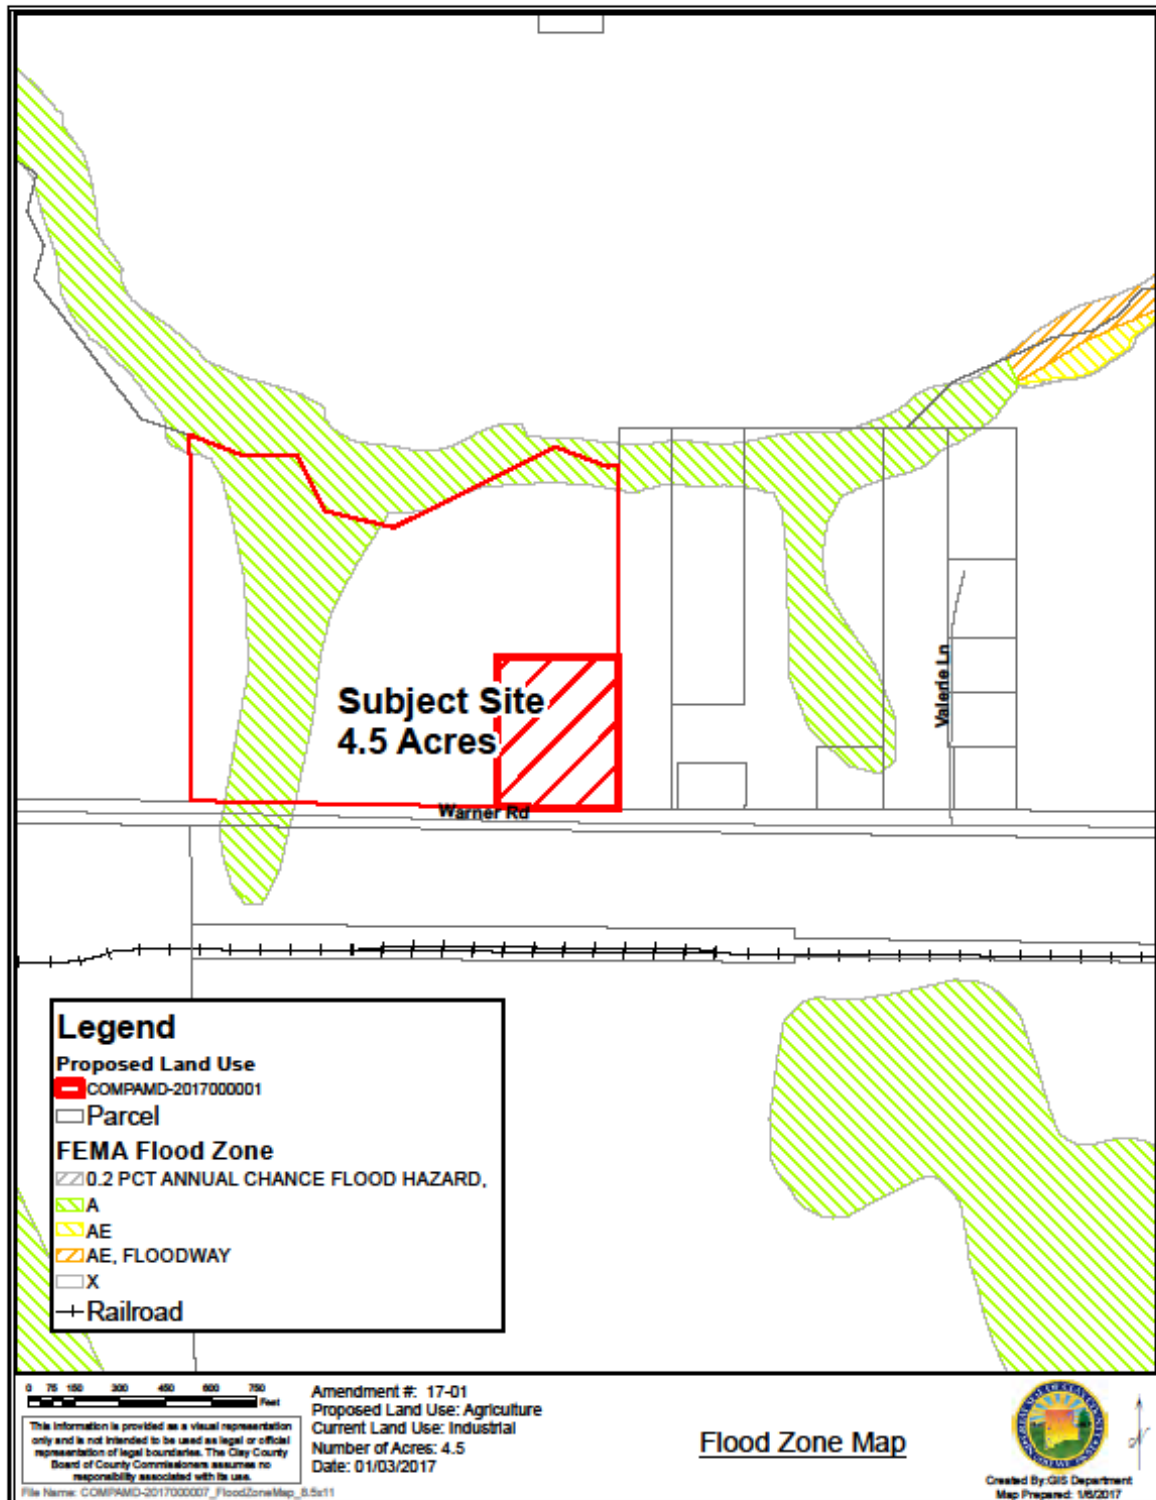 Subject Site
4.5 Acres
Warner Rd
Valerie Ln
Legend
Proposed Land Use
COMPAMD-2017000001
Parcel
FEMA Flood Zone
0.2 PCT ANNUAL CHANCE FLOOD HAZARD,
A
AE
AE, FLOODWAY
X
Railroad
0 75 150 300 450 600 750
Feet
This information is provided as a visual representation
only and is not intended to be used as legal or official
representation of legal boundaries. The Clay County
Board of County Commissioners assumes no
responsibility associated with its use.
File Name: COMPAMD-2017000007_FloodZoneMap_8.5x11
Amendment #: 17-01
Proposed Land Use: Agriculture
Current Land Use: Industrial
Number of Acres: 4.5
Date: 01/03/2017
Flood Zone Map
N
Created By:GIS Department
Map Prepared: 1/6/2017